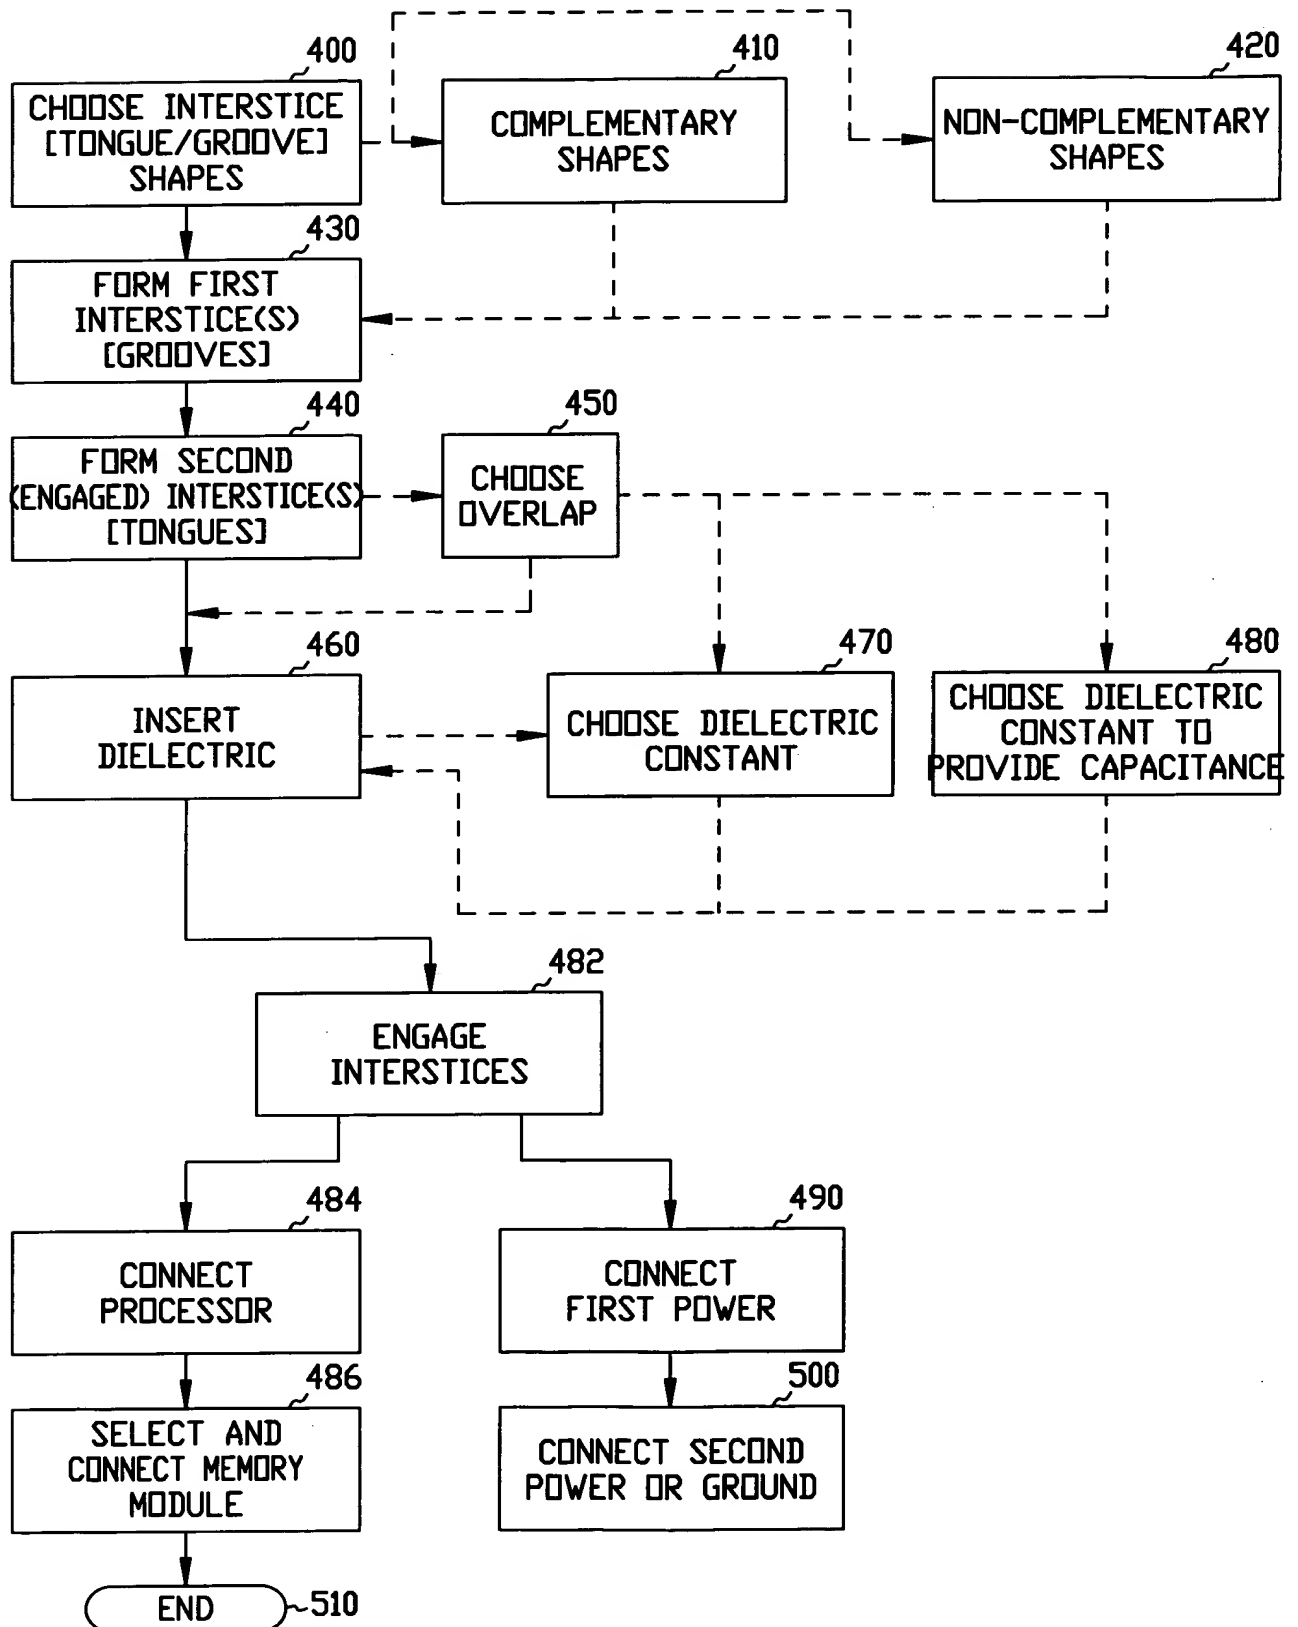 400
CHOOSE INTERSTICE
[TONGUE/GROOVE]
SHAPES
410
COMPLEMENTARY
SHAPES
420
NON-COMPLEMENTARY
SHAPES
430
FORM FIRST
INTERSTICE(S)
[GROOVES]
440
FORM SECOND
(ENGAGED) INTERSTICE(S)
[TONGUES]
450
CHOOSE
OVERLAP
460
INSERT
DIELECTRIC
470
CHOOSE DIELECTRIC
CONSTANT
480
CHOOSE DIELECTRIC
CONSTANT TO
PROVIDE CAPACITANCE
482
ENGAGE
INTERSTICES
484
CONNECT
PROCESSOR
490
CONNECT
FIRST POWER
486
SELECT AND
CONNECT MEMORY
MODULE
500
CONNECT SECOND
POWER OR GROUND
END
510